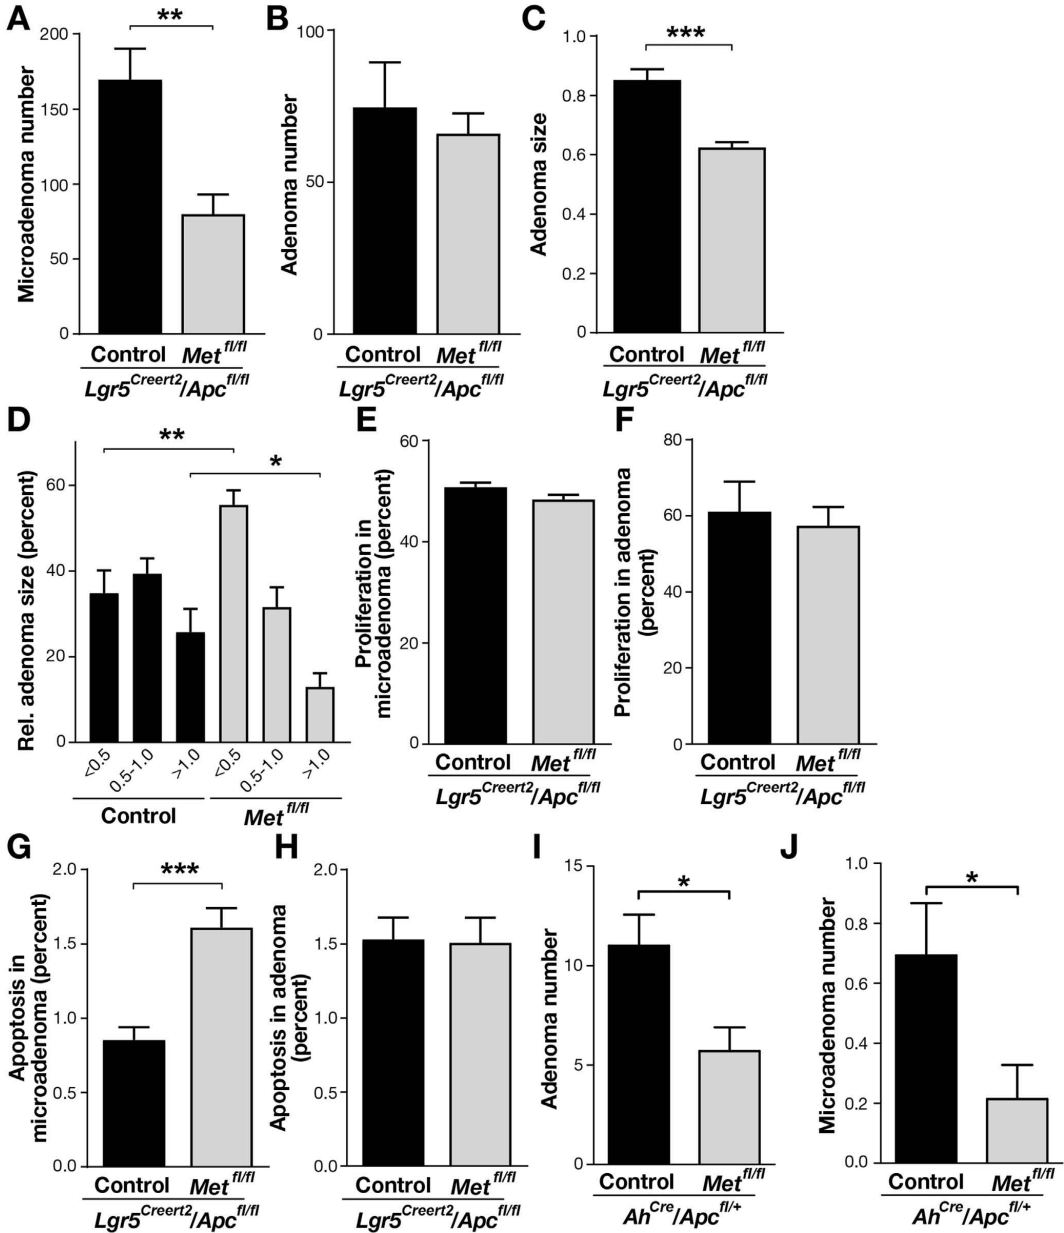 A
Microadenoma number
200
150
100
50
0
**
Control Met fl/fl
Lgr5Creert2/Apcfl/fl
B
Adenoma number
100
50
0
Control Met fl/fl
Lgr5Creert2/Apcfl/fl
C
Adenoma size
1.0
0.8
0.6
0.4
0.2
0
***
Control Met fl/fl
Lgr5Creert2/Apcfl/fl
D
Rel. adenoma size (percent)
60
40
20
0
**
*
<0.5
0.5-1.0
>1.0
<0.5
0.5-1.0
>1.0
Control Met fl/fl
E
Proliferation in
microadenoma (percent)
60
40
20
0
Control Met fl/fl
Lgr5Creert2/Apcfl/fl
F
Proliferation in adenoma
(percent)
80
60
40
20
0
Control Met fl/fl
Lgr5Creert2/Apcfl/fl
G
Apoptosis in
microadenoma (percent)
2.0
1.5
1.0
0.5
0.0
***
Control Met fl/fl
Lgr5Creert2/Apcfl/fl
H
Apoptosis in adenoma
(percent)
2.0
1.5
1.0
0.5
0.0
Control Met fl/fl
Lgr5Creert2/Apcfl/fl
I
Adenoma number
15
10
5
0
*
Control Met fl/fl
AhCre/Apcfl/+
J
Microadenoma number
1.0
0.8
0.6
0.4
0.2
0.0
*
Control Met fl/fl
AhCre/Apcfl/+